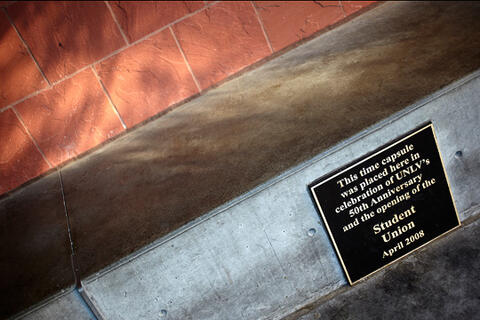 This time capsule
was placed here in
celebration of UNLV's
50th Anniversary
and the opening of the
Student
Union
April 2008